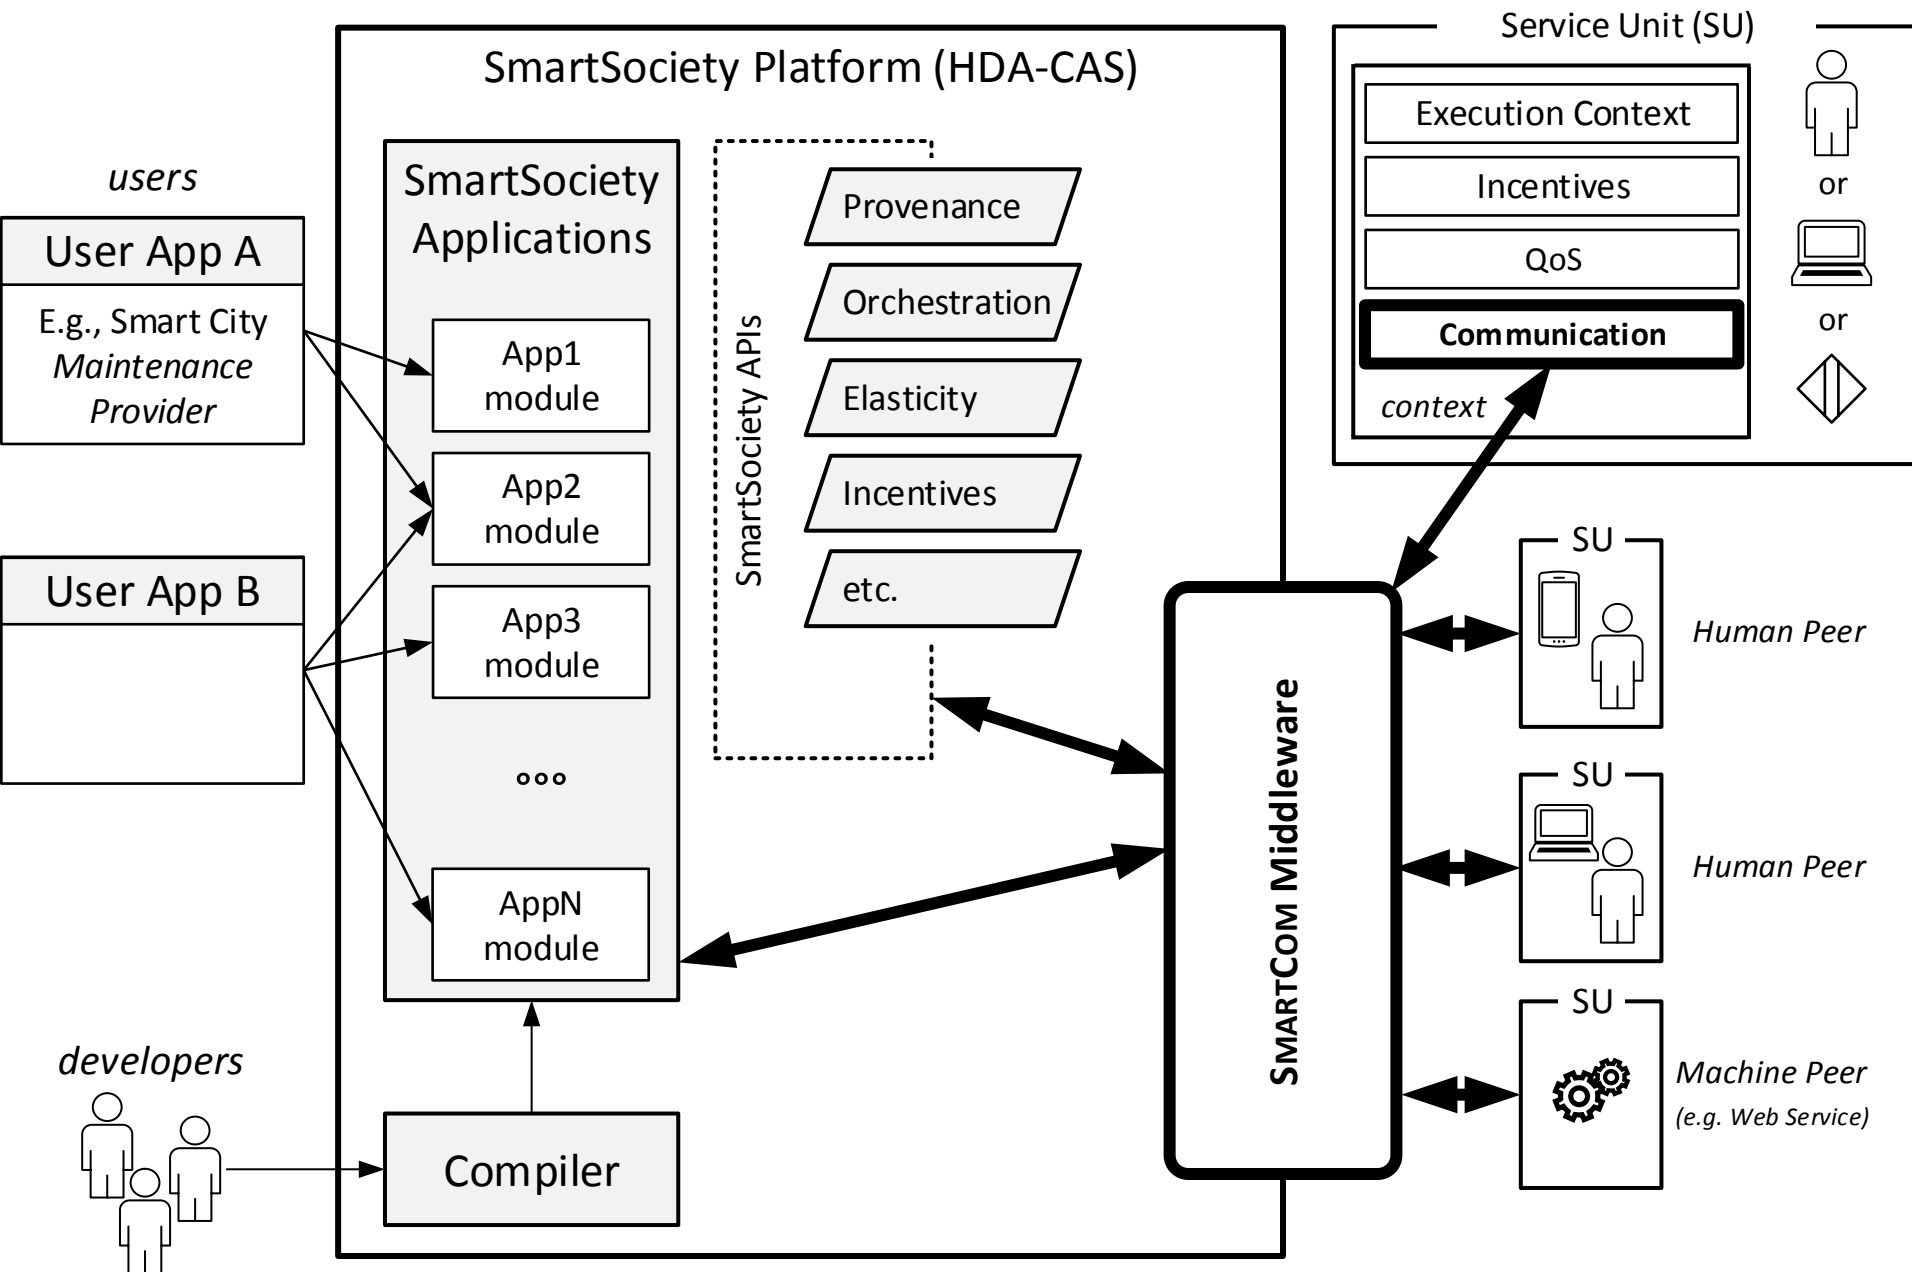 SmartSociety Platform (HDA-CAS)
users
User App A
E.g., Smart City
Maintenance
Provider
User App B
developers
SmartSociety
Applications
App1
module
App2
module
App3
module
AppN
module
Compiler
SmartSociety APIs
Provenance
Orchestration
Elasticity
Incentives
etc.
SMARTCOM Middleware
Service Unit (SU)
Execution Context
Incentives
QoS
Communication
context
or
or
SU
Human Peer
SU
Human Peer
SU
Machine Peer
(e.g. Web Service)